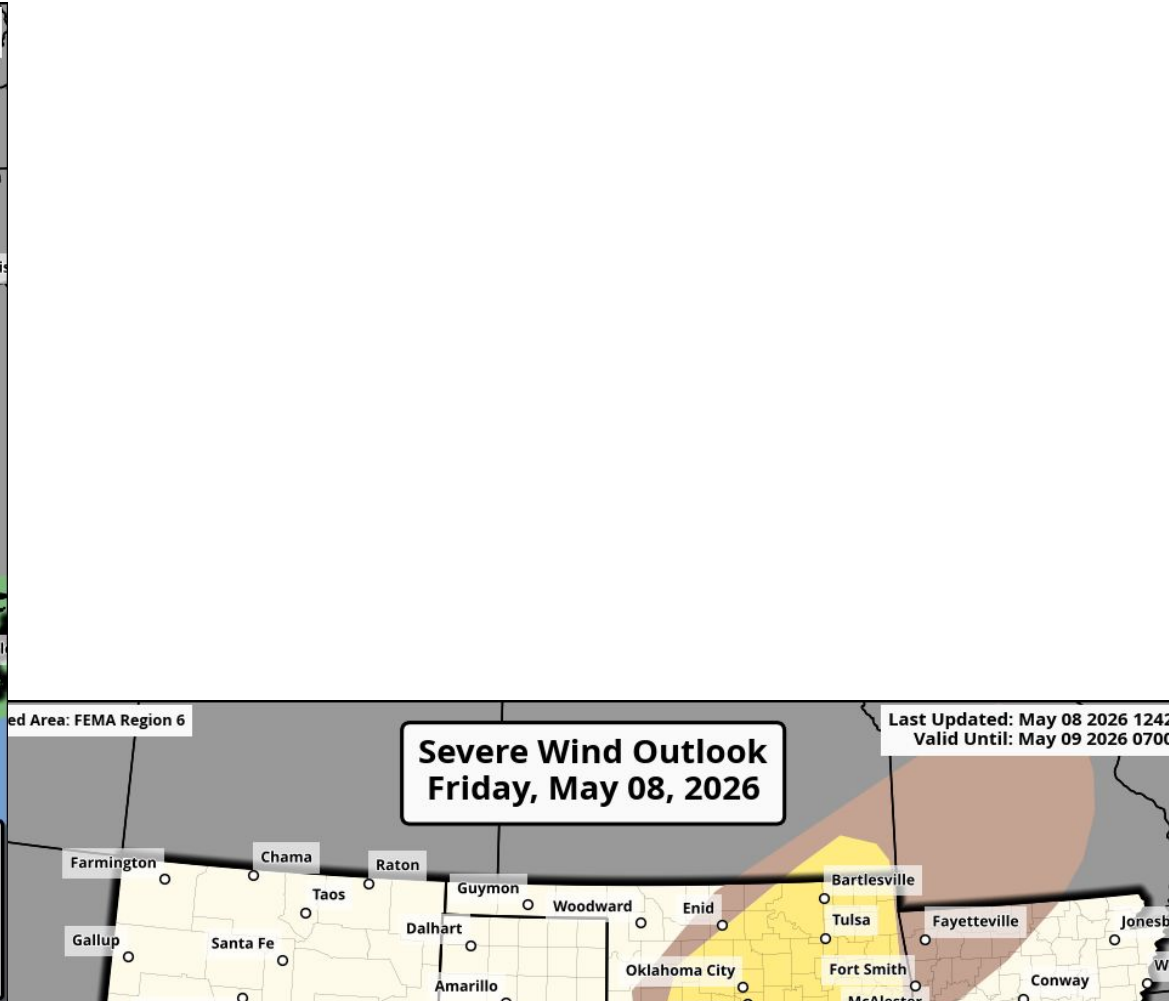 ed Area: FEMA Region 6
Last Updated: May 08 2026 1242
Valid Until: May 09 2026 0700
Severe Wind Outlook
Friday, May 08, 2026
Farmington
Chama
Raton
Taos
Guymon
Woodward
Enid
Bartlesville
Tulsa
Fayetteville
Jonesb
Gallup
Santa Fe
Dalhart
Oklahoma City
Fort Smith
Conway
Amarillo
McAlester